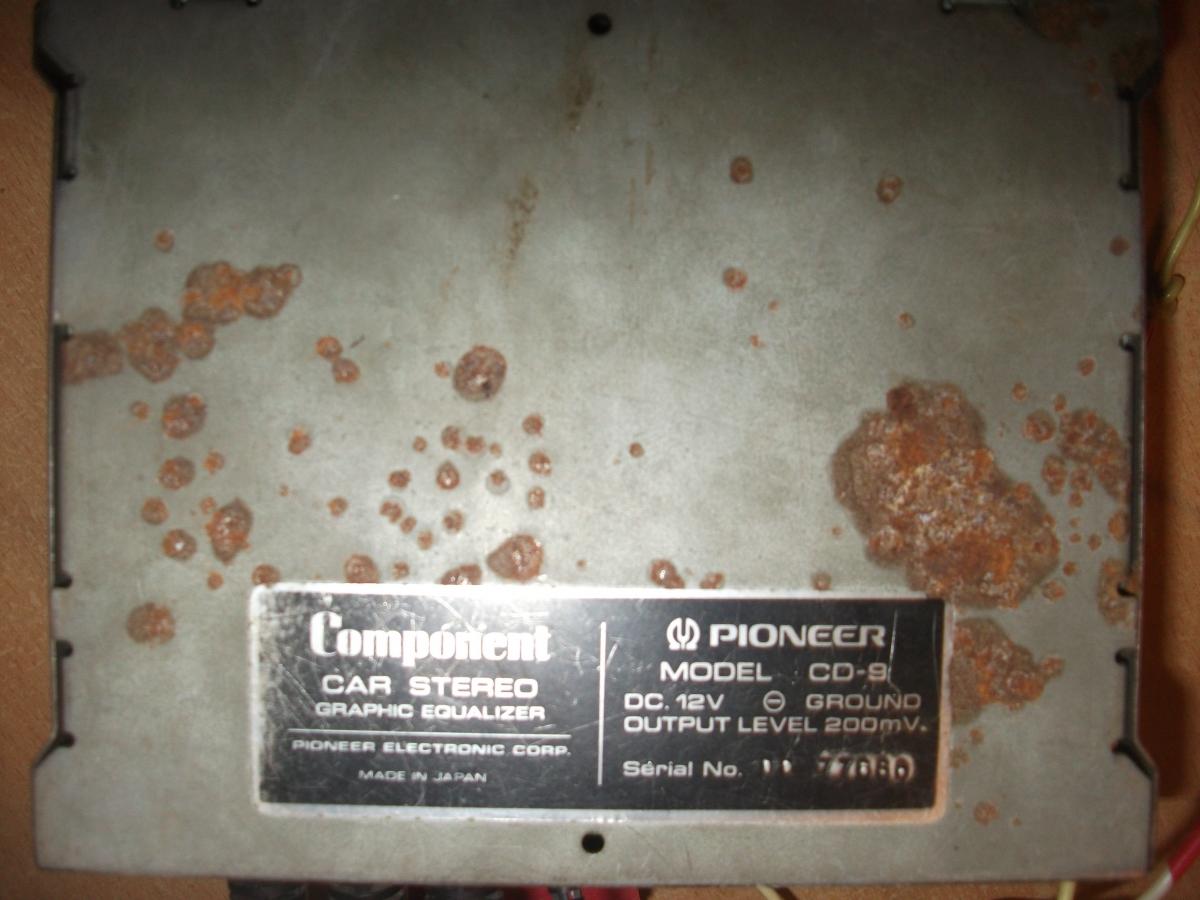 Component
CAR STEREO
GRAPHIC EQUALIZER
PIONEER ELECTRONIC CORP.
MADE IN JAPAN
PIONEER
MODEL CD-9
DC. 12V ⊖ GROUND
OUTPUT LEVEL 200mV.
Sérial No.